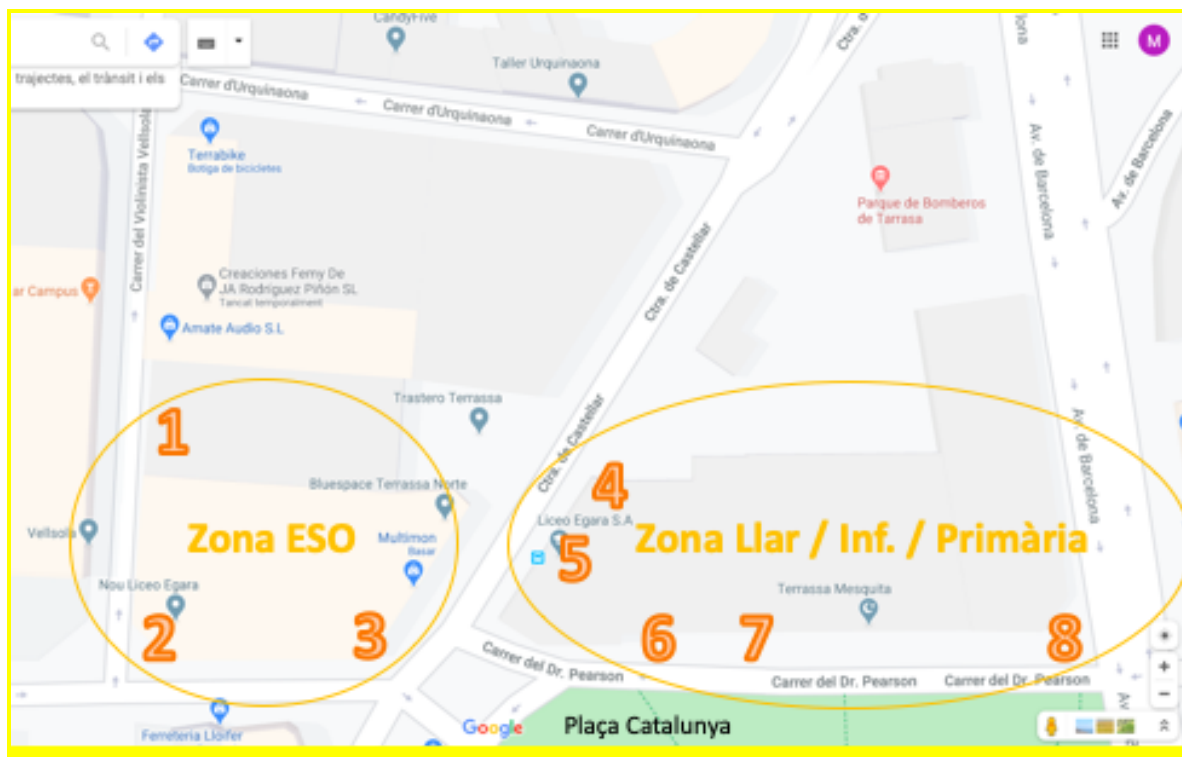 CandyFive
Ctra. de
Taller Urquinaona
trajectes, el trànsit i els
Carrer d'Urquinaona
Carrer d'Urquinaona
Carrer d'Urquinaona
M
Terrabike
Botiga de bicicletes
Carrer del Violinista Vellsolà
Av. de Barcelona
Av. de Barcelona
Parque de Bomberos
de Tarrasa
Creaciones Femy De
JA Rodriguez Piñón SL
Tancat temporalment
ar Campus
Amate Audio S.L
Ctra. de Castellar
Trastero Terrassa
Ctra. de Castellar
Av. de Barcelona
1
4
Bluespace Terrassa Norte
Liceo Egara S.A
Vellsola
Zona ESO
Multimon
Basar
5
Zona Llar / Inf. / Primària
Nou Liceo Egara
Terrassa Mesquita
2
3
6
7
8
Carrer del Dr. Pearson
Carrer del Dr. Pearson
Carrer del Dr. Pearson
Ferreteria Lloifer
Google
Plaça Catalunya